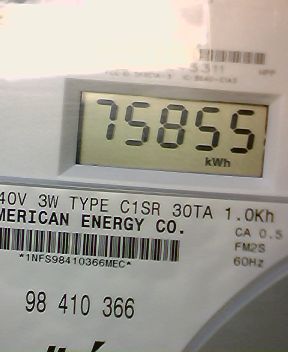 75855
kWh
40V 3W TYPE C1SR 30TA 1.0Kh
MERICAN ENERGY CO.
CA 0.5
*1NFS98410366MEC*
FM2S
60Hz
98 410 366